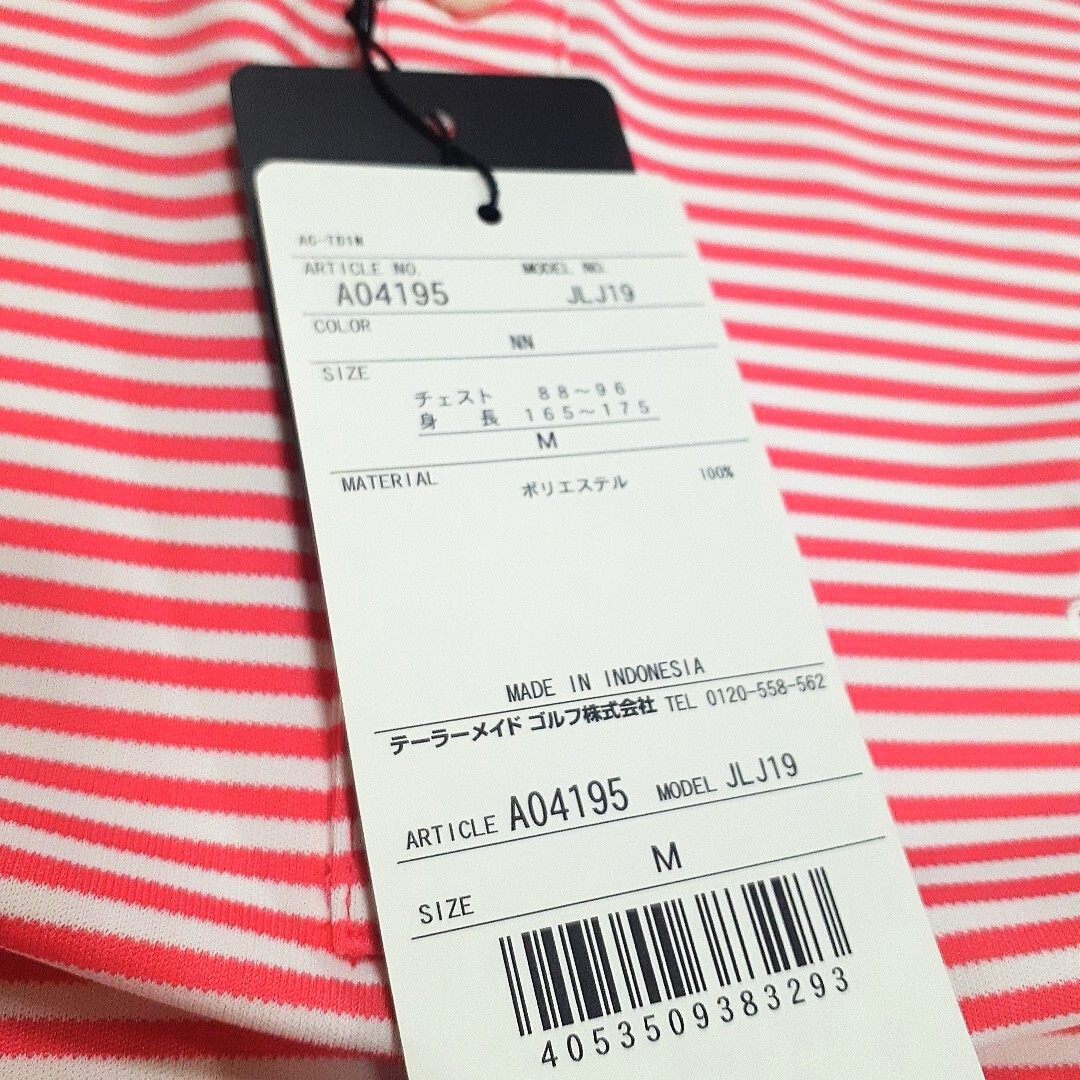 AG-TB1N
ARTICLE NO. MODEL NO.
A04195 JLJ19
COLOR
NN
SIZE
チェスト 88～96
身長 165～175
M
MATERIAL ポリエステル 100%
MADE IN INDONESIA
テーラーメイド ゴルフ株式会社 TEL 0120-558-562
ARTICLE A04195 MODEL JLJ19
SIZE M
4053509383293